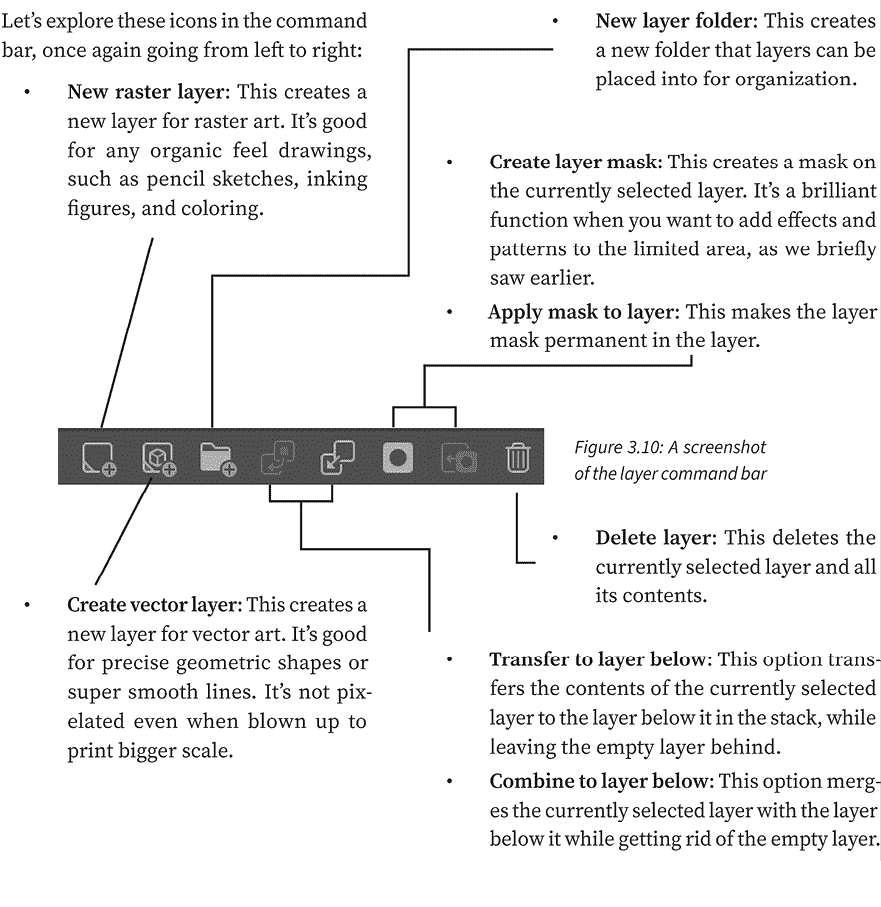 Let’s explore these icons in the command
bar, once again going from left to right:
• New raster layer: This creates a
new layer for raster art. It’s good
for any organic feel drawings,
such as pencil sketches, inking
figures, and coloring.
• New layer folder: This creates
a new folder that layers can be
placed into for organization.
• Create layer mask: This creates a mask on
the currently selected layer. It’s a brilliant
function when you want to add effects and
patterns to the limited area, as we briefly
saw earlier.
• Apply mask to layer: This makes the layer
mask permanent in the layer.
Figure 3.10: A screenshot
of the layer command bar
• Delete layer: This deletes the
currently selected layer and all
its contents.
• Create vector layer: This creates a
new layer for vector art. It’s good
for precise geometric shapes or
super smooth lines. It’s not pix-
elated even when blown up to
print bigger scale.
• Transfer to layer below: This option trans-
fers the contents of the currently selected
layer to the layer below it in the stack, while
leaving the empty layer behind.
• Combine to layer below: This option merg-
es the currently selected layer with the layer
below it while getting rid of the empty layer.